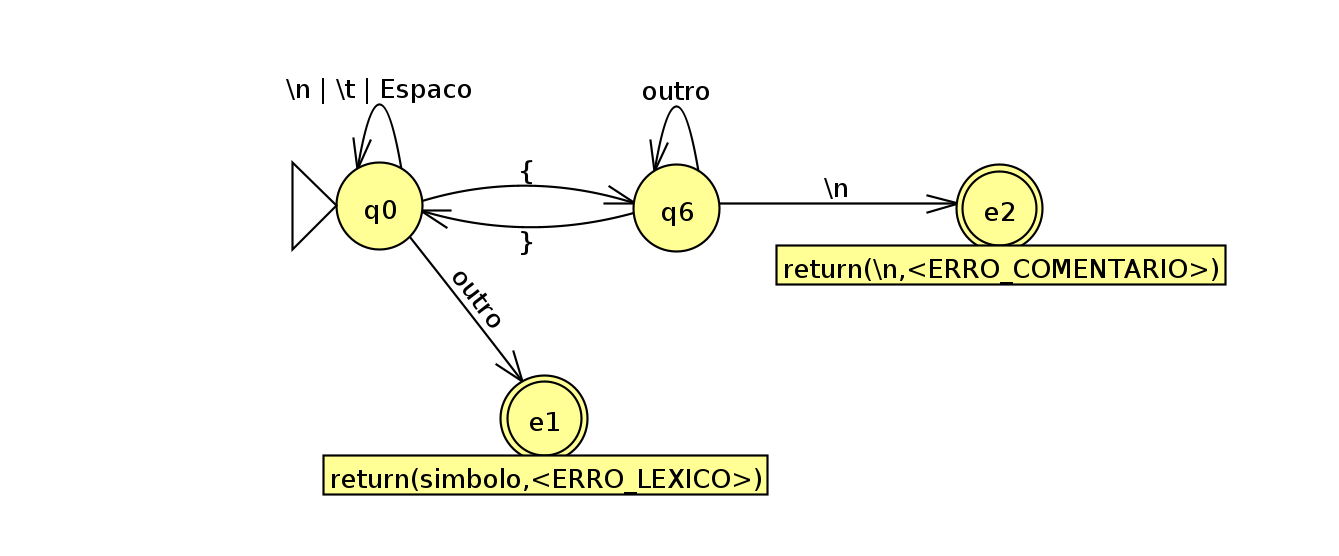 \n | \t | Espaco
outro
{
\n
q0
q6
e2
}
return(\n,<ERRO_COMENTARIO>)
outro
e1
return(simbolo,<ERRO_LEXICO>)